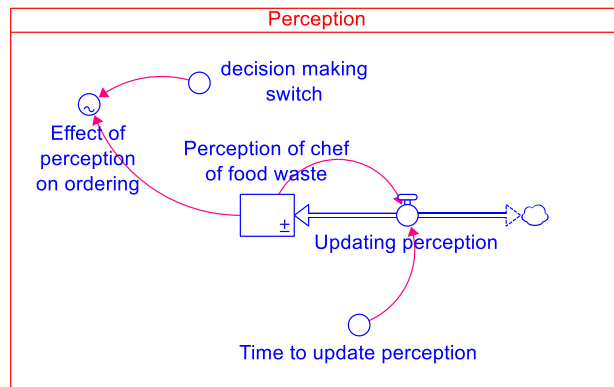 Perception
decision making
switch
Effect of
perception
on ordering
Perception of chef
of food waste
±
Updating perception
Time to update perception